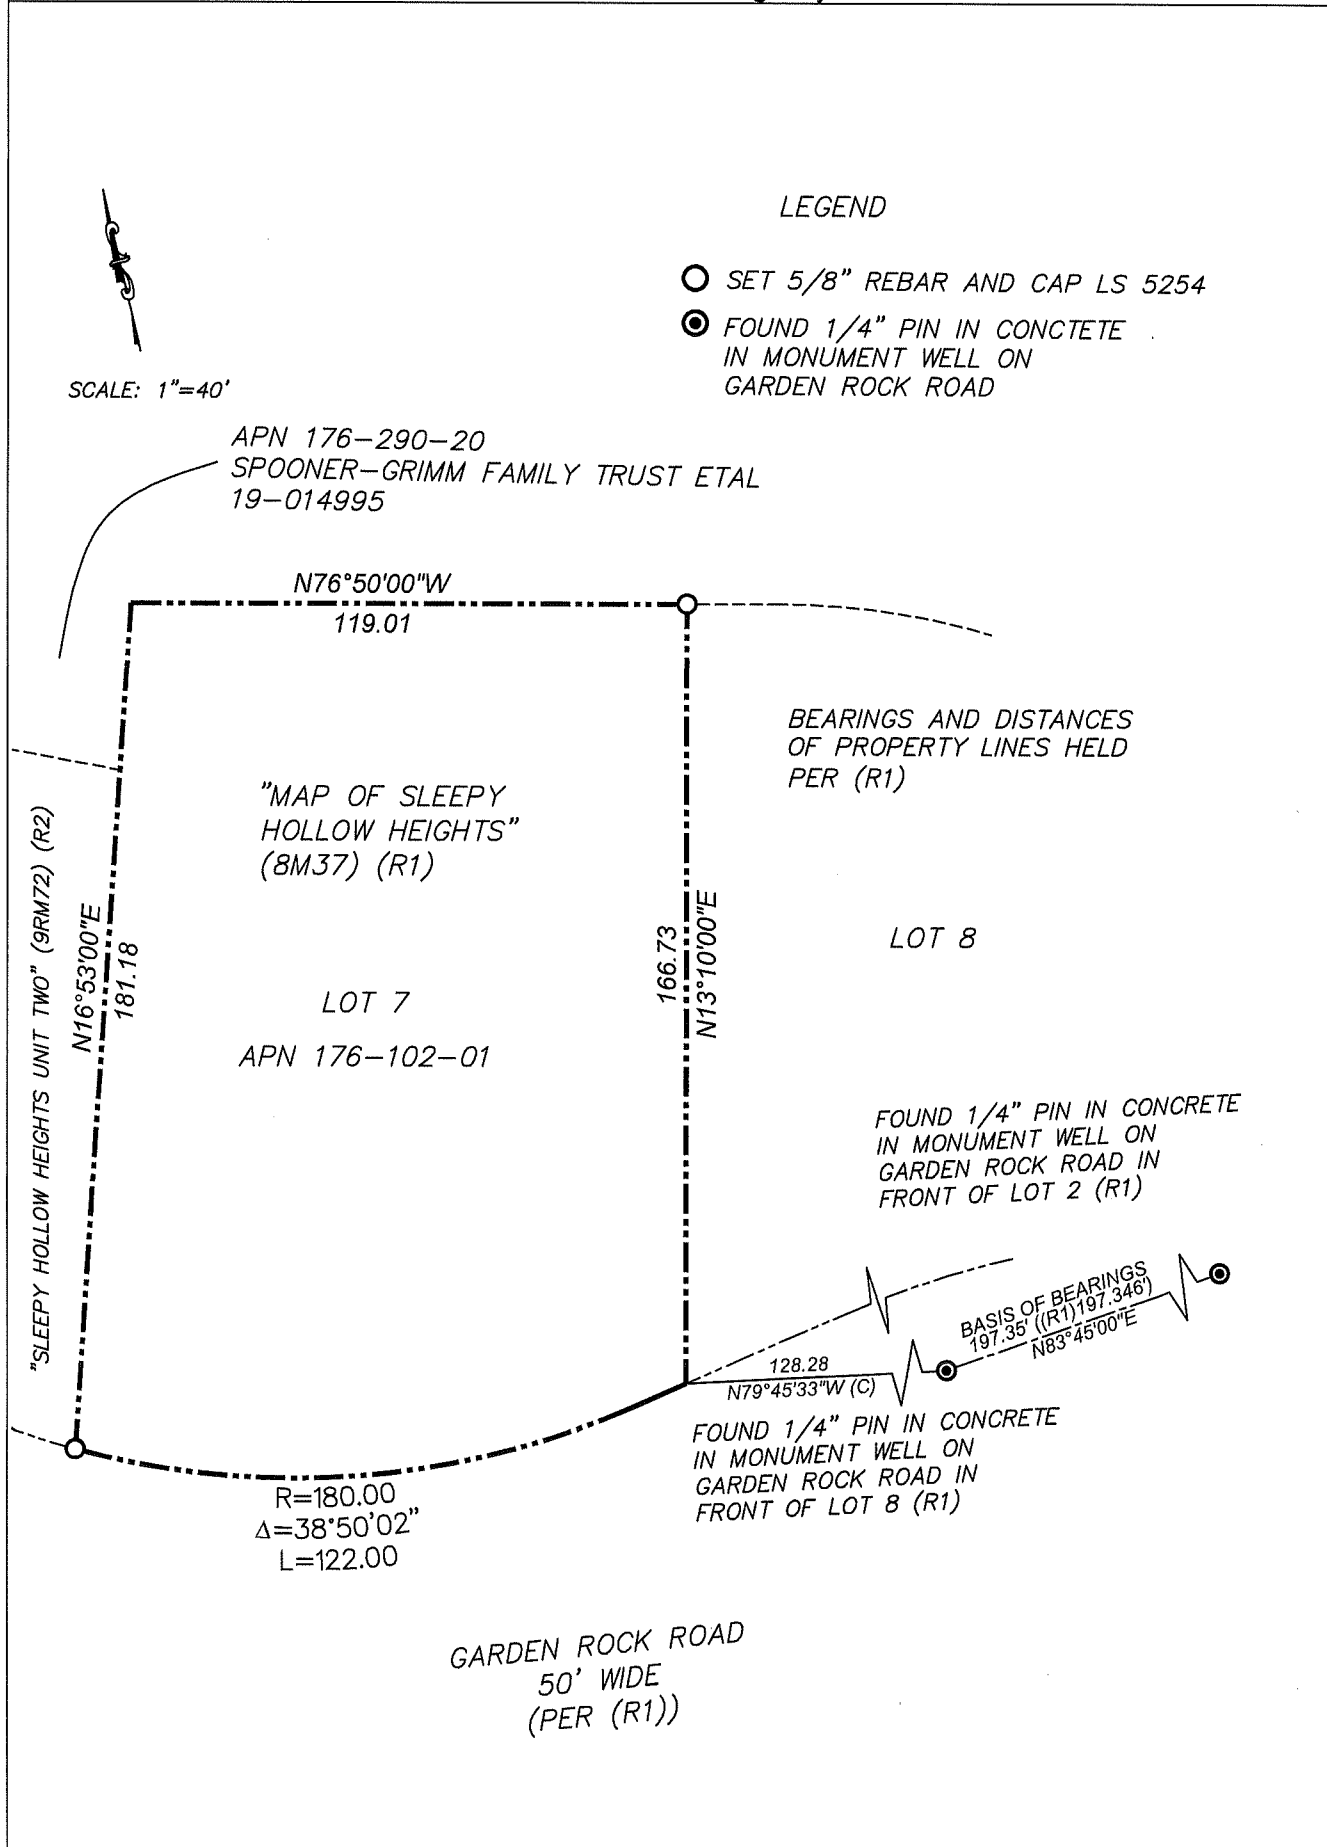 LEGEND
SET 5/8" REBAR AND CAP LS 5254
FOUND 1/4" PIN IN CONCTETE
IN MONUMENT WELL ON
GARDEN ROCK ROAD
SCALE: 1"=40'
APN 176-290-20
SPOONER-GRIMM FAMILY TRUST ETAL
19-014995
N76°50'00"W
119.01
BEARINGS AND DISTANCES
OF PROPERTY LINES HELD
PER (R1)
"MAP OF SLEEPY
HOLLOW HEIGHTS"
(8M37) (R1)
"SLEEPY HOLLOW HEIGHTS UNIT TWO" (9RM72) (R2)
N16°53'00"E
181.18
166.73
N13°10'00"E
LOT 8
LOT 7
APN 176-102-01
FOUND 1/4" PIN IN CONCRETE
IN MONUMENT WELL ON
GARDEN ROCK ROAD IN
FRONT OF LOT 2 (R1)
BASIS OF BEARINGS
197.35' ((R1)197.346')
N83°45'00"E
128.28
N79°45'33"W (C)
FOUND 1/4" PIN IN CONCRETE
IN MONUMENT WELL ON
GARDEN ROCK ROAD IN
FRONT OF LOT 8 (R1)
R=180.00
Δ=38°50'02"
L=122.00
GARDEN ROCK ROAD
50' WIDE
(PER (R1))